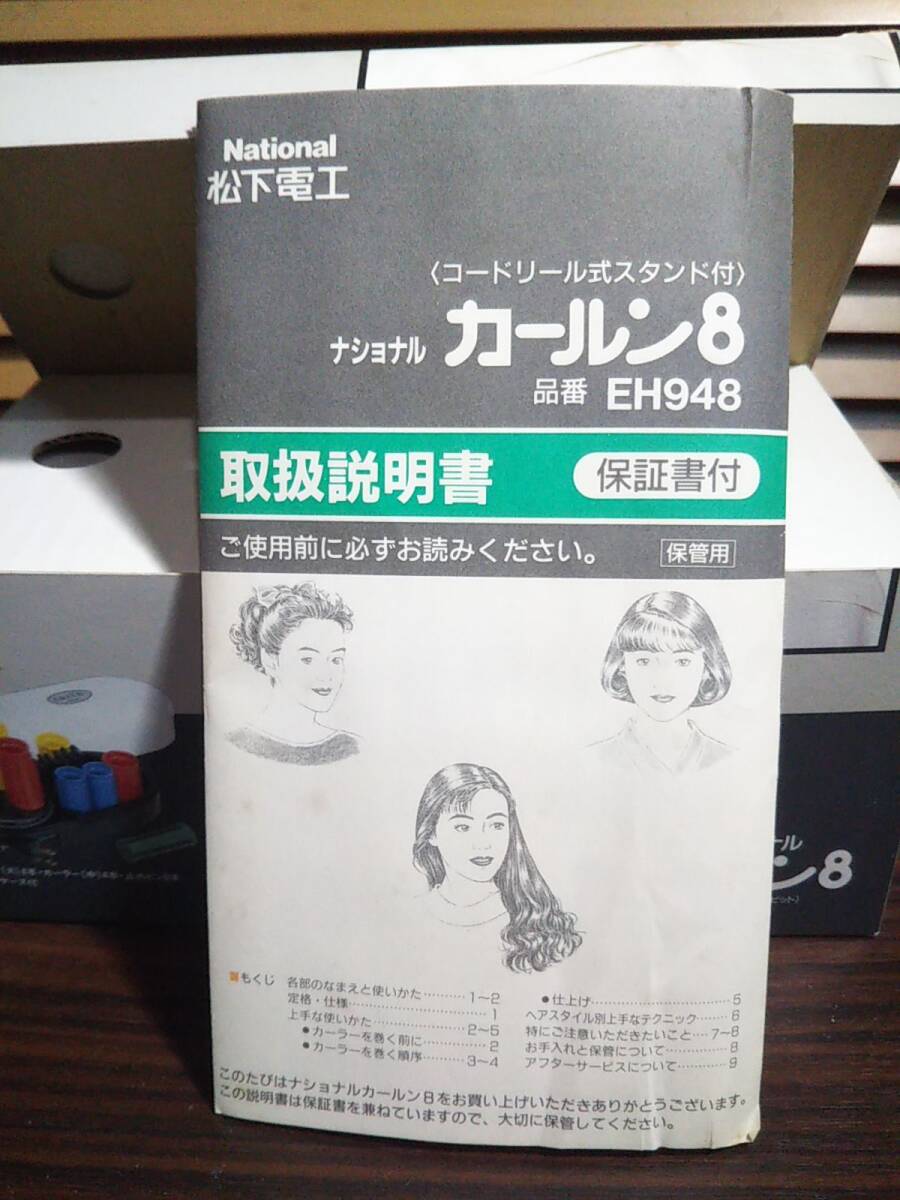 National
松下電工
〈コードリール式スタンド付〉
ナショナル カールン8
品番 EH948
取扱説明書 保証書付
ご使用前に必ずお読みください。 保管用
もくじ 各部のなまえと使いかた………1〜2
定格・仕様………1
上手な使いかた………2〜5
●カーラーを巻く前に………2
●カーラーを巻く順序………3〜4
●仕上げ………5
ヘアスタイル別上手なテクニック……6
特にご注意いただきたいこと…7〜8
お手入れと保管について………8
アフターサービスについて………9
このたびはナショナルカールン8をお買い上げいただきありがとうございます。
この説明書は保証書を兼ねていますので、大切に保管してください。
ール
ン8